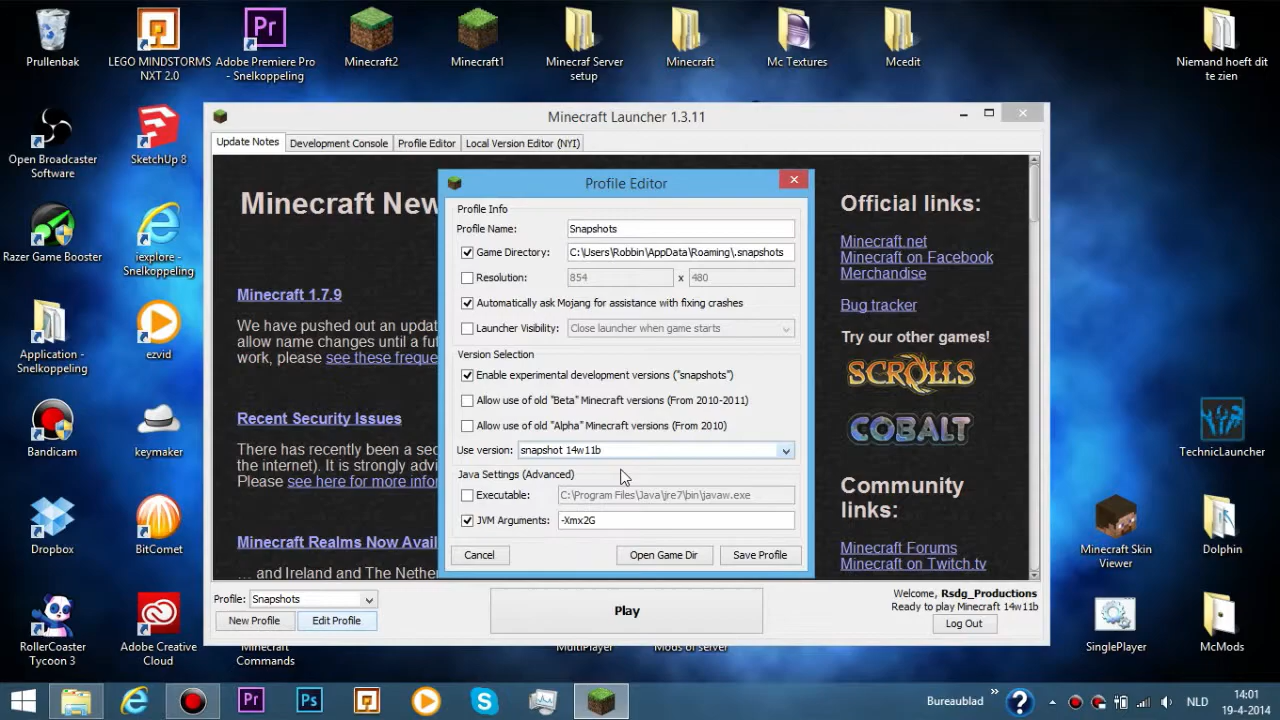 Prullenbak
LEGO MINDSTORMS
NXT 2.0
Adobe Premiere Pro
- Snelkoppeling
Minecraft2
Minecraft1
Minecraf Server
setup
Minecraft
Mc Textures
Mcedit
Niemand hoeft dit
te zien
Open Broadcaster
Software
SketchUp 8
Razer Game Booster
iexplore -
Snelkoppeling
Application -
Snelkoppeling
ezvid
Bandicam
keymaker
Dropbox
BitComet
RollerCoaster
Tycoon 3
Adobe Creative
Cloud
Minecraft
Commands
MultiPlayer
Mods of server
TechnicLauncher
Minecraft Skin
Viewer
Dolphin
SinglePlayer
McMods
Minecraft Launcher 1.3.11
Update Notes
Development Console
Profile Editor
Local Version Editor (NYI)
Minecraft New
Minecraft 1.7.9
We have pushed out an updat
allow name changes until a fu
work, please see these freque
Recent Security Issues
There has recently been a se
the internet). It is strongly advi
Please see here for more infor
Minecraft Realms Now Availa
... and Ireland and The Nether
Profile Editor
Profile Info
Profile Name: Snapshots
Game Directory: C:\Users\Robbin\AppData\Roaming\.snapshots
Resolution: 854 x 480
Automatically ask Mojang for assistance with fixing crashes
Launcher Visibility: Close launcher when game starts
Version Selection
Enable experimental development versions ("snapshots")
Allow use of old "Beta" Minecraft versions (From 2010-2011)
Allow use of old "Alpha" Minecraft versions (From 2010)
Use version: snapshot 14w11b
Java Settings (Advanced)
Executable: C:\Program Files\Java\jre7\bin\javaw.exe
JVM Arguments: -Xmx2G
Cancel
Open Game Dir
Save Profile
Official links:
Minecraft.net
Minecraft on Facebook
Merchandise
Bug tracker
Try our other games!
SCROLLS
COBALT
Community
links:
Minecraft Forums
Minecraft on Twitch.tv
Profile: Snapshots
New Profile
Edit Profile
Play
Welcome, Rsdg_Productions
Ready to play Minecraft 14w11b
Log Out
Bureaublad
NLD
14:01
19-4-2014